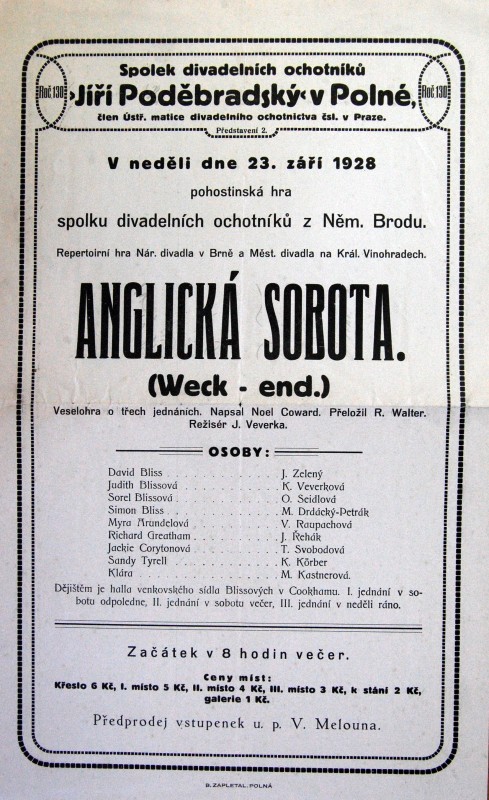 Spolek divadelních ochotníků
Roč 130
›Jiří Poděbradský‹ v Polné,
Roč 130
člen Ústř. matice divadelního ochotnictva čsl. v Praze.
Představení 2.
V neděli dne 23. září 1928
pohostinská hra
spolku divadelních ochotníků z Něm. Brodu.
Repertoirní hra Nár. divadla v Brně a Měst. divadla na Král. Vinohradech.
ANGLICKÁ SOBOTA.
(Weck - end.)
Veselohra o třech jednáních. Napsal Noel Coward. Přeložil R. Walter.
Režisér J. Veverka.
OSOBY:
David Bliss . . . . . . . . . . . . J. Zelený
Judith Blissová . . . . . . . . . . . K. Veverková
Sorel Blissová . . . . . . . . . . . O. Seidlová
Simon Bliss . . . . . . . . . . . . M. Drdácký-Petrák
Myra Arundelová . . . . . . . . . . V. Raupachová
Richard Greatham . . . . . . . . . . J. Řehák
Jackie Corytonová . . . . . . . . . . T. Svobodová
Sandy Tyrell . . . . . . . . . . . . K. Körber
Klára . . . . . . . . . . . . . . M. Kastnerová.
Dějištěm je halla venkovského sídla Blissových v Cookhamu. I. jednání v so-
botu odpoledne, II. jednání v sobotu večer, III. jednání v neděli ráno.
Začátek v 8 hodin večer.
Ceny míst:
Křeslo 6 Kč, I. místo 5 Kč, II. místo 4 Kč, III. místo 3 Kč, k stání 2 Kč,
galerie 1 Kč.
Předprodej vstupenek u p. V. Melouna.
B. ZAPLETAL, POLNÁ